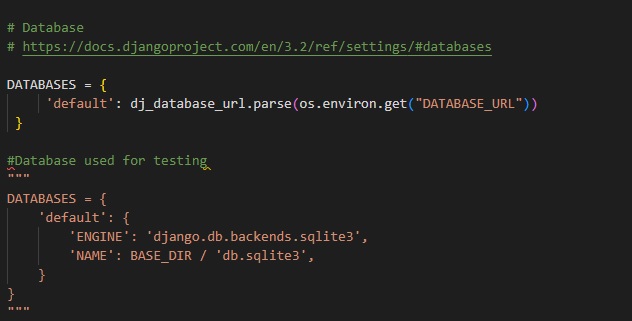 # Database
# https://docs.djangoproject.com/en/3.2/ref/settings/#databases
DATABASES = {
    'default': dj_database_url.parse(os.environ.get("DATABASE_URL"))
}
#Database used for testing
"""
DATABASES = {
    'default': {
        'ENGINE': 'django.db.backends.sqlite3',
        'NAME': BASE_DIR / 'db.sqlite3',
    }
}
"""